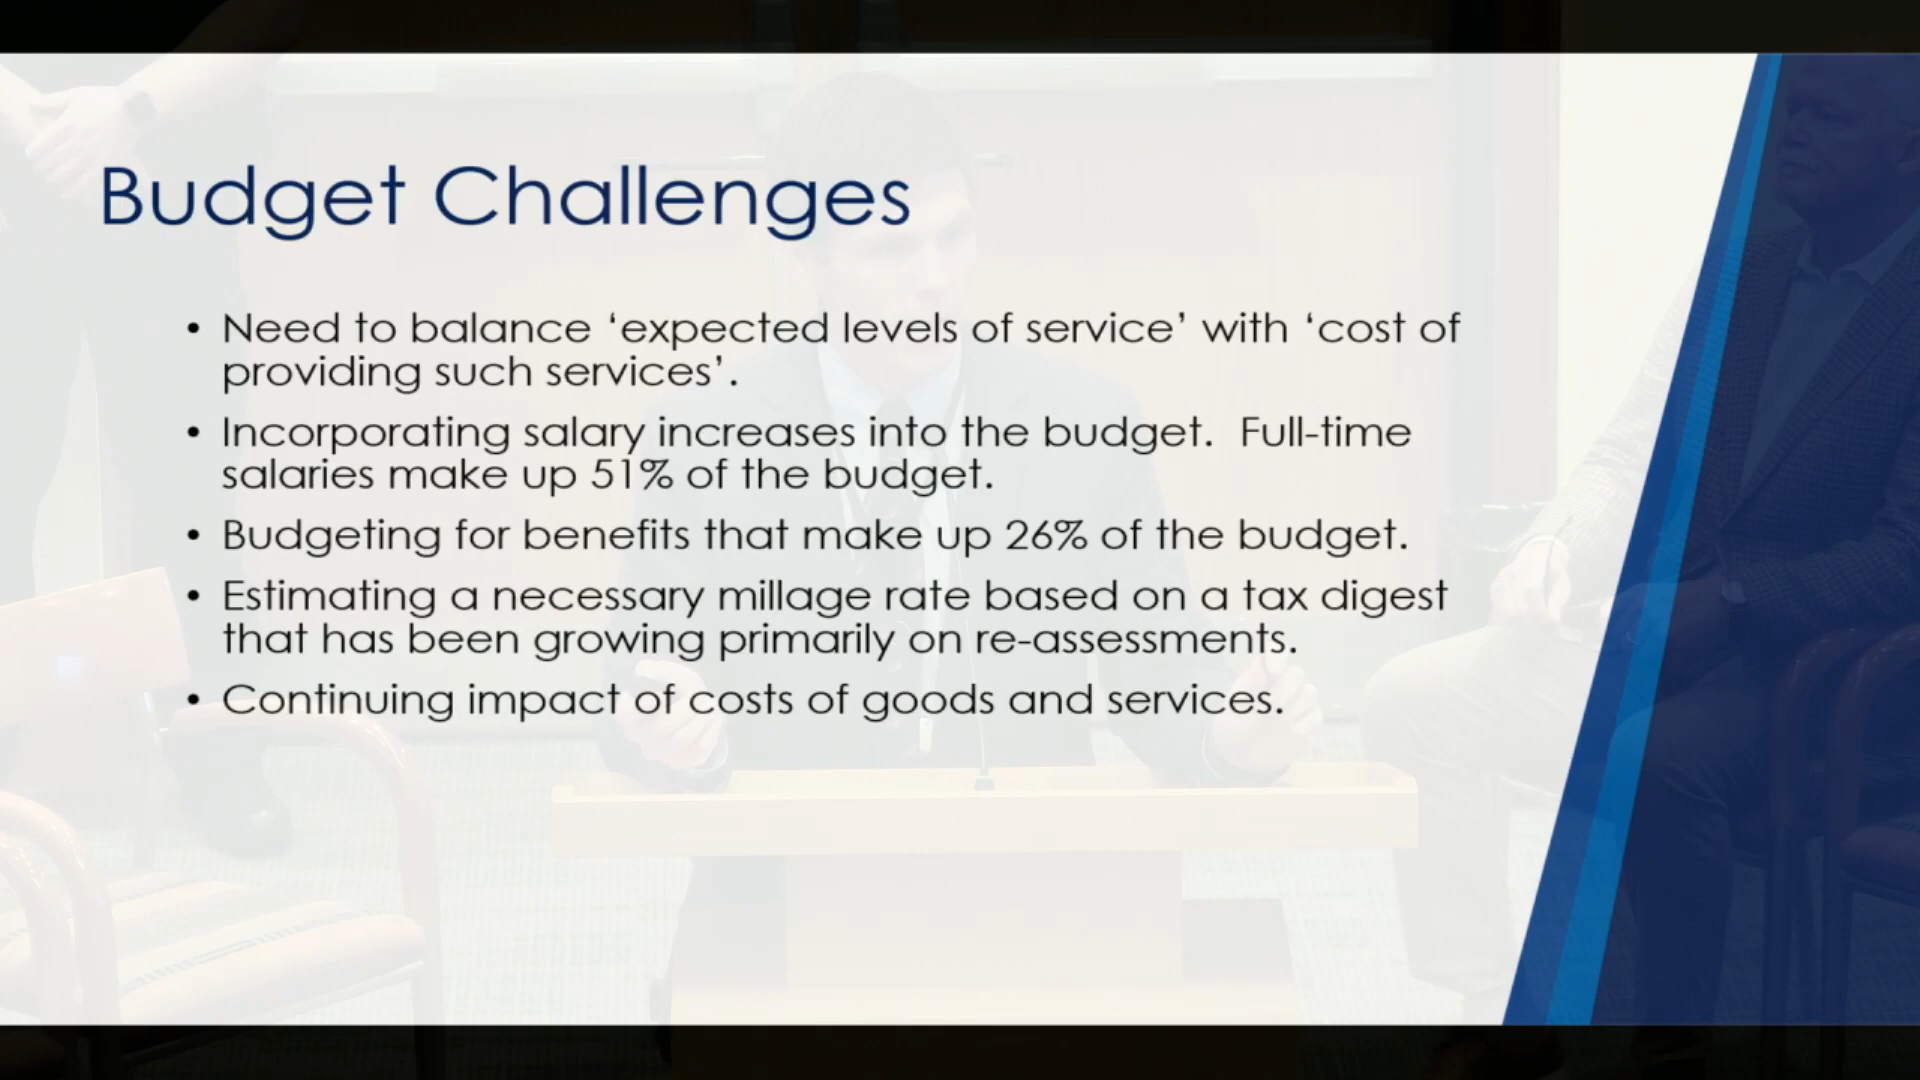 Budget Challenges
• Need to balance ‘expected levels of service’ with ‘cost of
providing such services’.
• Incorporating salary increases into the budget.  Full-time
salaries make up 51% of the budget.
• Budgeting for benefits that make up 26% of the budget.
• Estimating a necessary millage rate based on a tax digest
that has been growing primarily on re-assessments.
• Continuing impact of costs of goods and services.